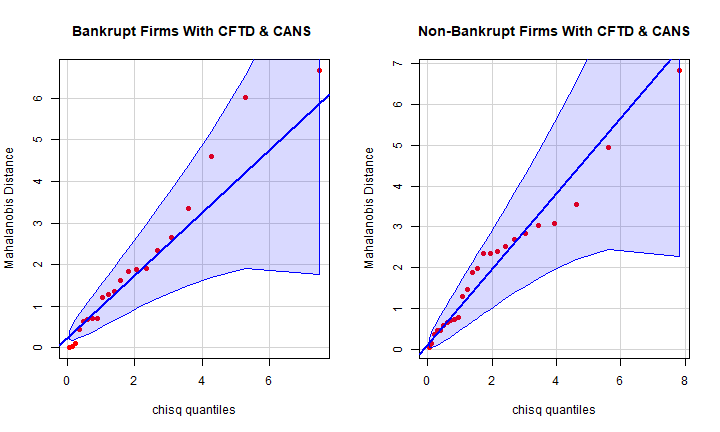 Bankrupt Firms With CFTD & CANS
Mahalanobis Distance
6
5
4
3
2
1
0
0 2 4 6
chisq quantiles
Non-Bankrupt Firms With CFTD & CANS
Mahalanobis Distance
7
6
5
4
3
2
1
0
0 2 4 6 8
chisq quantiles